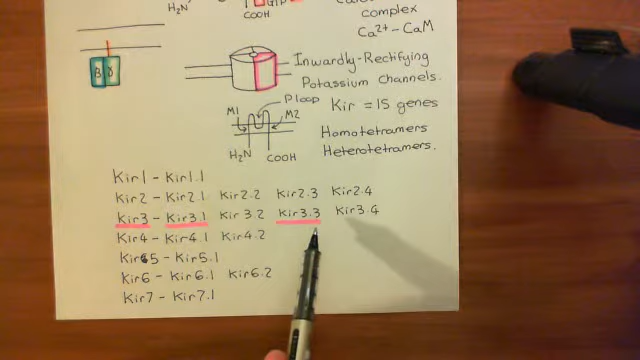 H₂N
GTP
COOH
complex
Ca²⁺-CaM
β γ
Inwardly-Rectifying
Potassium Channels.
P loop
Kir = 15 genes
M1
M2
Homotetramers
Heterotetramers.
H₂N COOH
Kir1 - Kir1.1
Kir2 - Kir2.1 Kir2.2 Kir2.3 Kir2.4
Kir3 - Kir3.1 Kir3.2 Kir3.3 Kir3.4
Kir4 - Kir4.1 Kir4.2
Kir5 - Kir5.1
Kir6 - Kir6.1 Kir6.2
Kir7 - Kir7.1